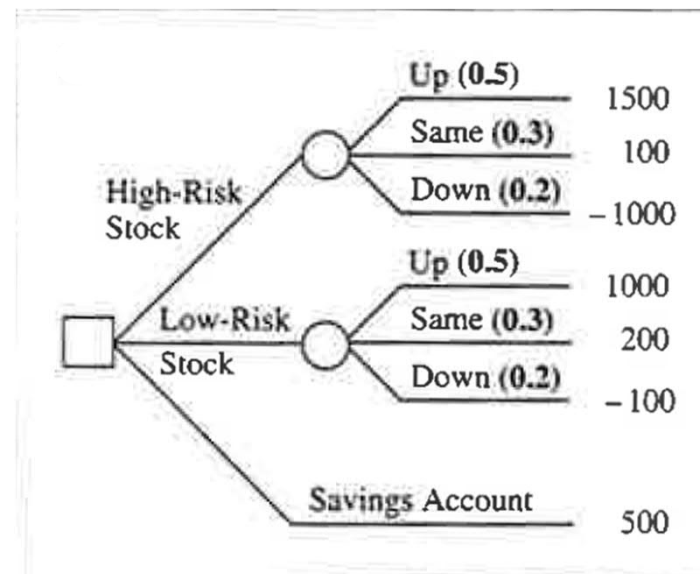 Up (0.5)
1500
Same (0.3)
100
Down (0.2)
-1000
High-Risk
Stock
Up (0.5)
1000
Low-Risk
Stock
Same (0.3)
200
Down (0.2)
-100
Savings Account
500